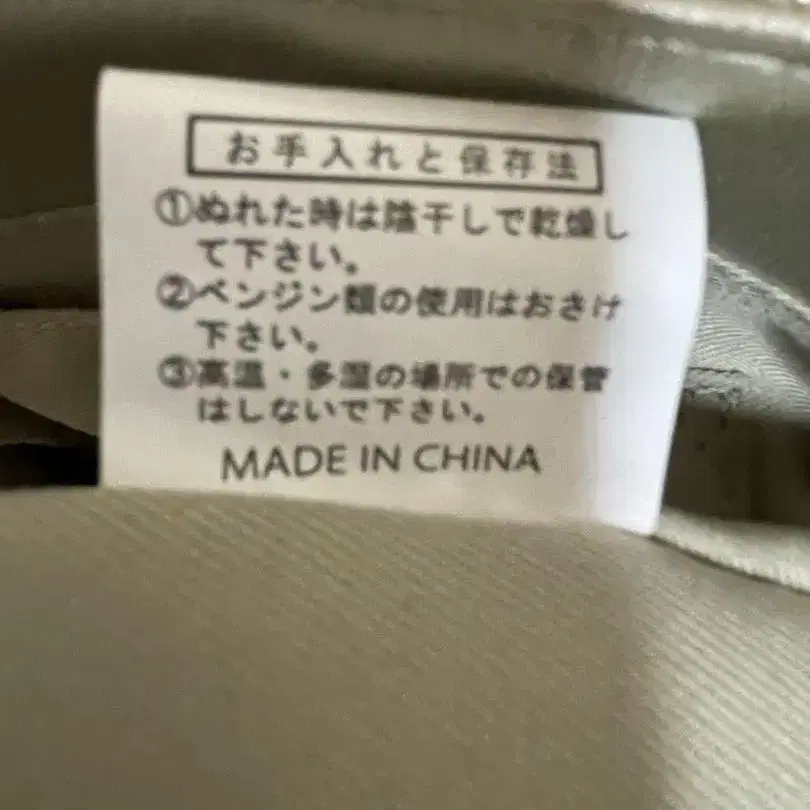 お手入れと保存法
①ぬれた時は陰干しで乾燥し
て下さい。
②ベンジン類の使用はおさけ
下さい。
③高温・多湿の場所での保管
はしないで下さい。
MADE IN CHINA